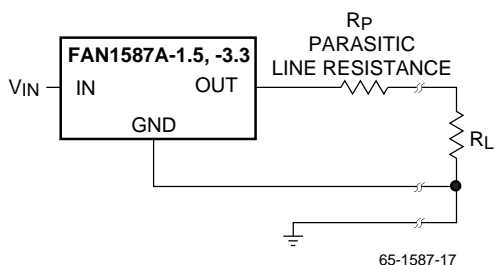 RP
PARASITIC
LINE RESISTANCE
FAN1587A-1.5, -3.3
VIN
IN
OUT
GND
RL
65-1587-17